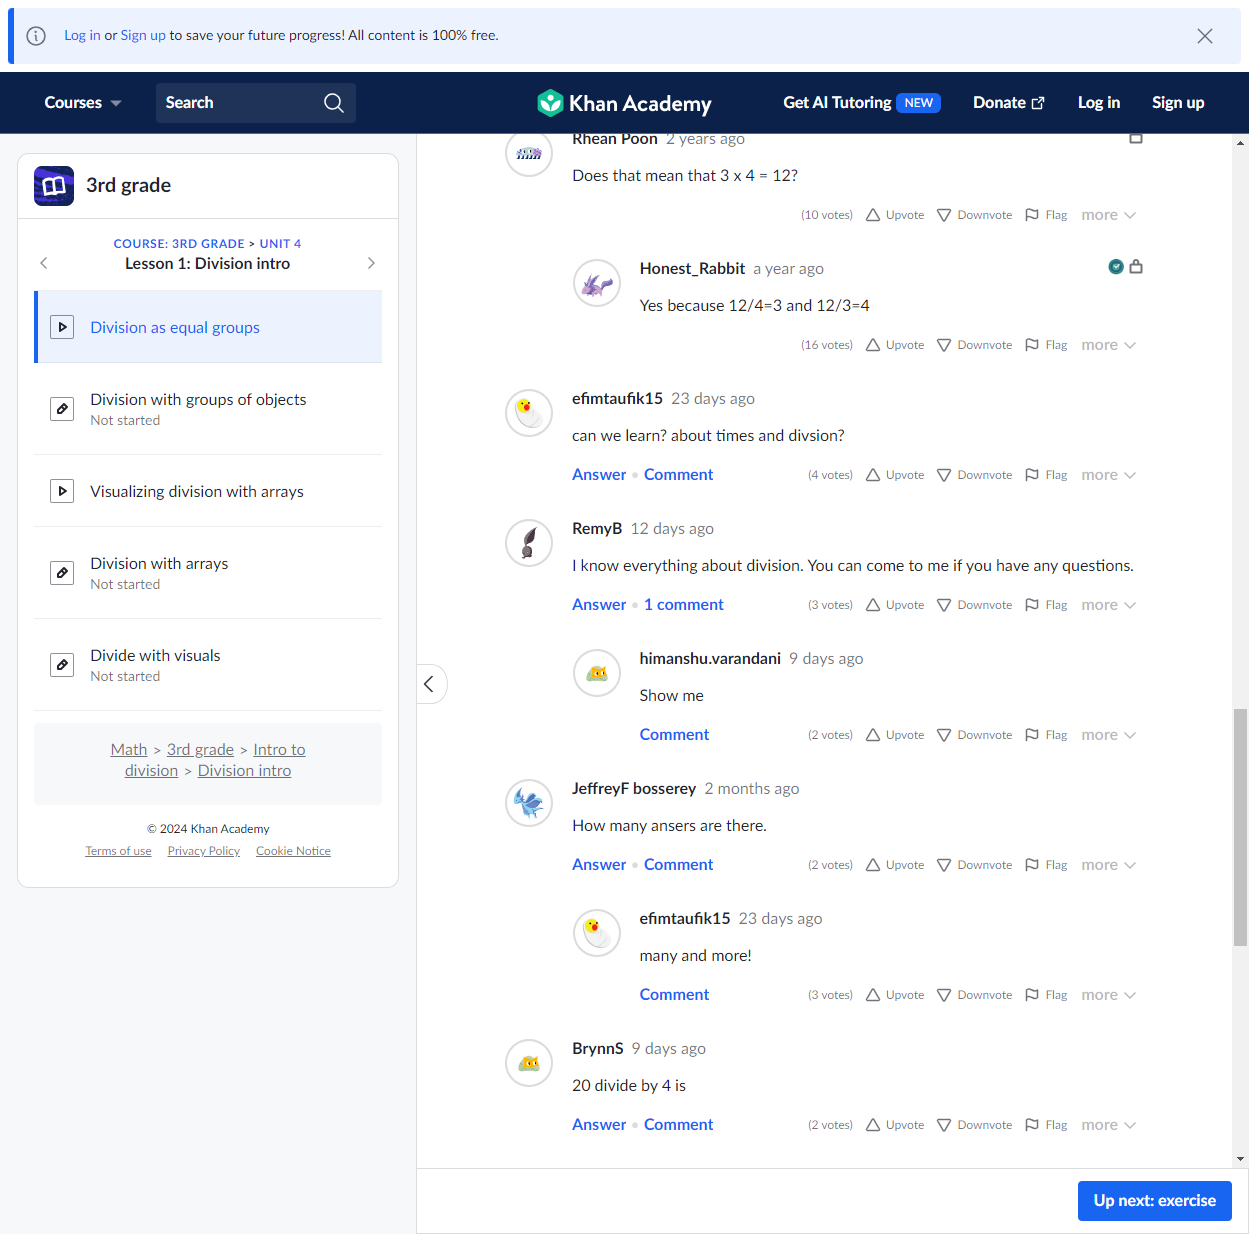 Log in or Sign up to save your future progress! All content is 100% free.
Courses
Search
Khan Academy
Get AI Tutoring NEW
Donate
Log in
Sign up
3rd grade
COURSE: 3RD GRADE > UNIT 4
Lesson 1: Division intro
Division as equal groups
Division with groups of objects
Not started
Visualizing division with arrays
Division with arrays
Not started
Divide with visuals
Not started
Math > 3rd grade > Intro to
division > Division intro
© 2024 Khan Academy
Terms of use Privacy Policy Cookie Notice
Rhean Poon 2 years ago
Does that mean that 3 x 4 = 12?
(10 votes) Upvote Downvote Flag more
Honest_Rabbit a year ago
Yes because 12/4=3 and 12/3=4
(16 votes) Upvote Downvote Flag more
efimtaufik15 23 days ago
can we learn? about times and divsion?
Answer • Comment (4 votes) Upvote Downvote Flag more
RemyB 12 days ago
I know everything about division. You can come to me if you have any questions.
Answer • 1 comment (3 votes) Upvote Downvote Flag more
himanshu.varandani 9 days ago
Show me
Comment (2 votes) Upvote Downvote Flag more
JeffreyF bosserey 2 months ago
How many ansers are there.
Answer • Comment (2 votes) Upvote Downvote Flag more
efimtaufik15 23 days ago
many and more!
Comment (3 votes) Upvote Downvote Flag more
BrynnS 9 days ago
20 divide by 4 is
Answer • Comment (2 votes) Upvote Downvote Flag more
Up next: exercise